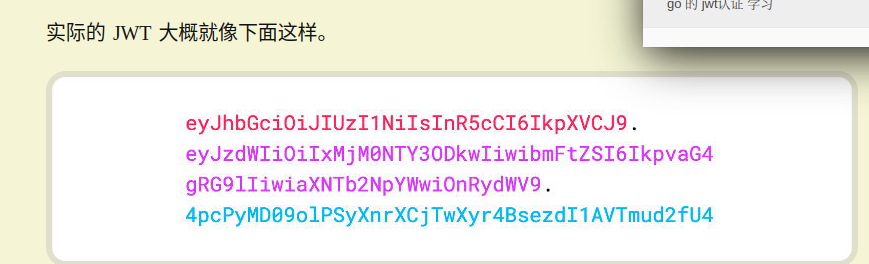 go 的 jwt认证 学习
实际的 JWT 大概就像下面这样。
eyJhbGciOiJIUzI1NiIsInR5cCI6IkpXVCJ9.
eyJzdWIiOiIxMjM0NTY3ODkwIiwibmFtZSI6IkpvaG4
gRG9lIiwiaXNTb2NpYWwiOnRydWV9.
4pcPyMD09olPSyXnrXCjTwXyr4BsezdI1AVTmud2fU4